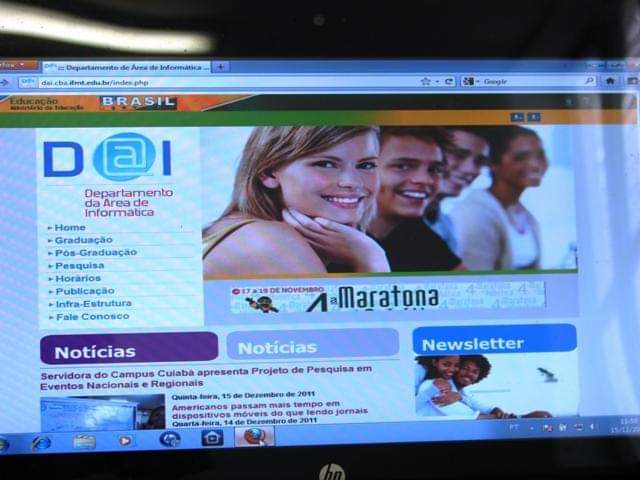 Departamento de Área de Informática ...
dai.cba.ifmt.edu.br/index.php
Google
Educação
Ministério da Educação
BRASIL
D@I
Departamento
da Área de
Informática
Home
Graduação
Pós-Graduação
Pesquisa
Horários
Publicação
Infra-Estrutura
Fale Conosco
17 a 19 DE NOVEMBRO
4ª Maratona
Notícias
Notícias
Newsletter
Servidora do Campus Cuiabá apresenta Projeto de Pesquisa em
Eventos Nacionais e Regionais
Quinta-feira, 15 de Dezembro de 2011
Americanos passam mais tempo em
dispositivos móveis do que lendo jornais
Quarta-feira, 14 de Dezembro de 2011
PT
hp